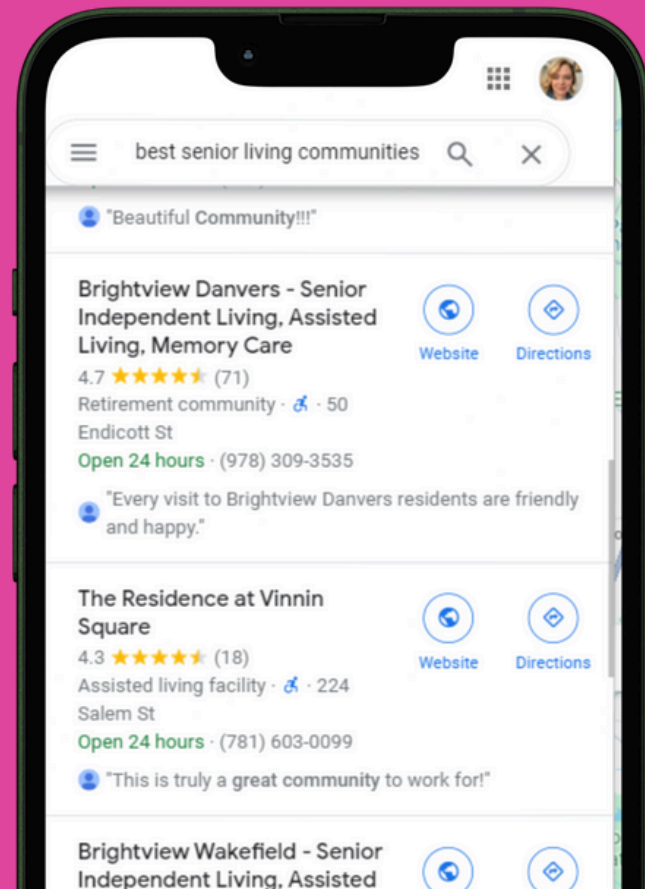 best senior living communities
"Beautiful Community!!!"
Brightview Danvers - Senior
Independent Living, Assisted
Living, Memory Care
4.7 (71)
Retirement community · · 50
Endicott St
Open 24 hours · (978) 309-3535
Website
Directions
"Every visit to Brightview Danvers residents are friendly
and happy."
The Residence at Vinnin
Square
4.3 (18)
Assisted living facility · · 224
Salem St
Open 24 hours · (781) 603-0099
Website
Directions
"This is truly a great community to work for!"
Brightview Wakefield - Senior
Independent Living, Assisted